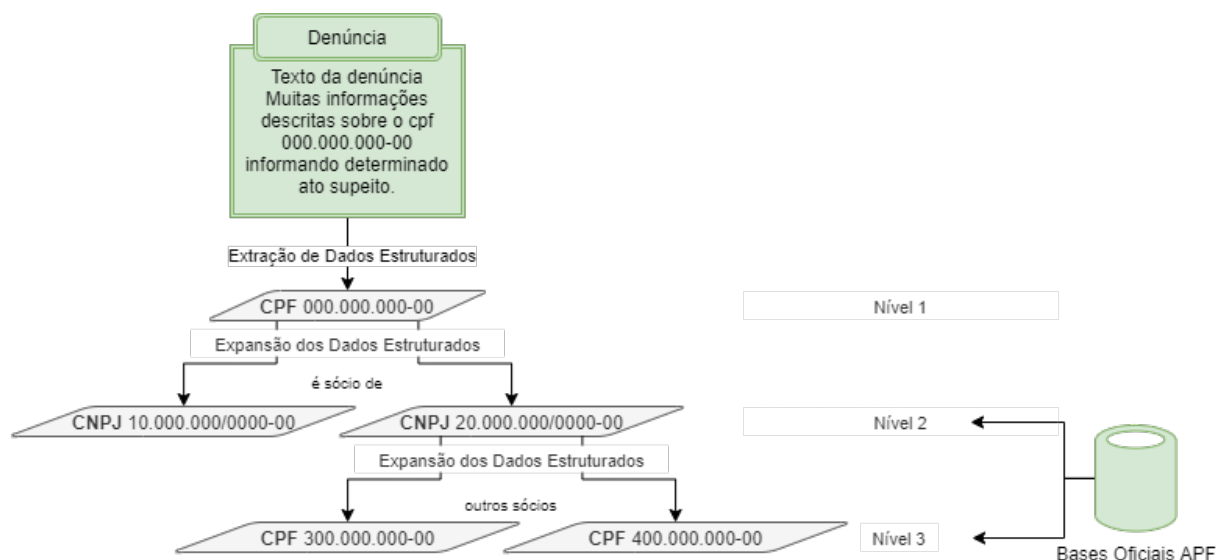 Denúncia
Texto da denúncia
Muitas informações
descritas sobre o cpf
000.000.000-00
informando determinado
ato supeito.
Extração de Dados Estruturados
CPF 000.000.000-00
Nível 1
Expansão dos Dados Estruturados
é sócio de
CNPJ 10.000.000/0000-00
CNPJ 20.000.000/0000-00
Nível 2
Expansão dos Dados Estruturados
outros sócios
CPF 300.000.000-00
CPF 400.000.000-00
Nível 3
Bases Oficiais APF